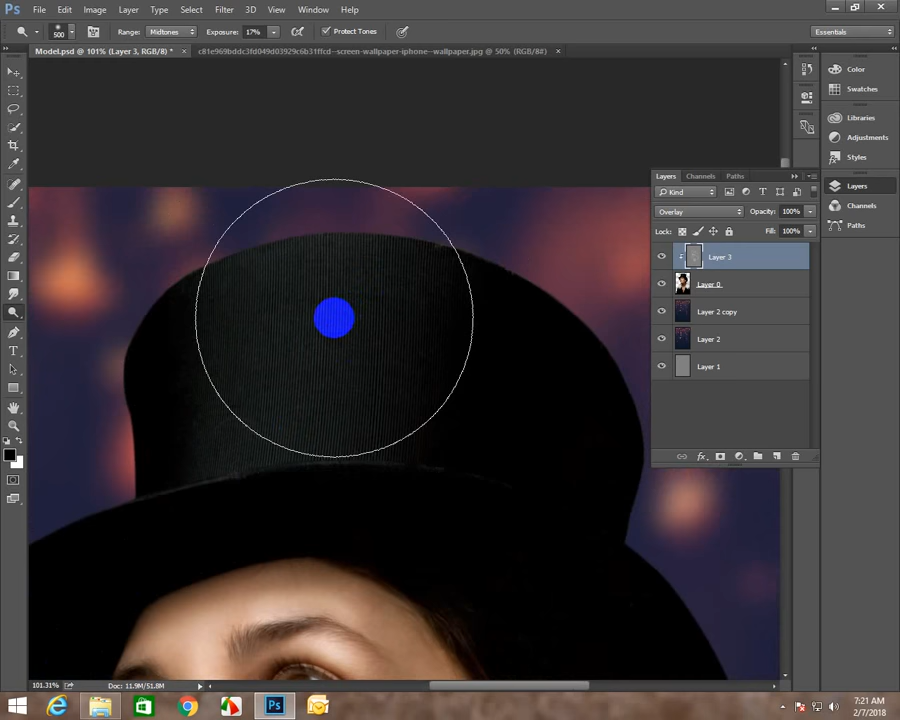 Ps File Edit Image Layer Type Select Filter 3D View Window Help
500 Range: Midtones Exposure: 17% Protect Tones Essentials
Model.psd @ 101% (Layer 3, RGB/8) * × c81e969bddc3fd049d03929c6b31ffcd--screen-wallpaper-iphone--wallpaper.jpg @ 50% (RGB/8#) ×
Color
Swatches
Libraries
Adjustments
Styles
Layers
Channels
Paths
Layers Channels Paths
Kind
Overlay Opacity: 100%
Lock: Fill: 100%
Layer 3
Layer 0
Layer 2 copy
Layer 2
Layer 1
fx
101.31% Doc: 11.9M/51.8M
Ps
7:21 AM
2/7/2018